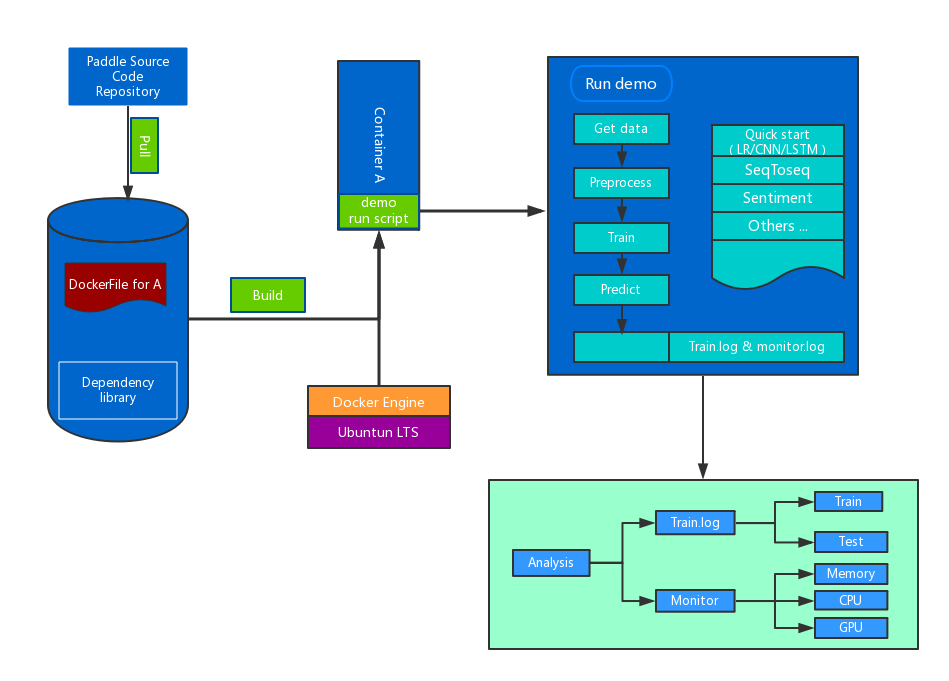 Paddle Source
Code
Repository
Pull
DockerFile for A
Dependency
library
Build
Container A
demo
run script
Docker Engine
Ubuntun LTS
Run demo
Get data
Preprocess
Train
Predict
Quick start
( LR/CNN/LSTM )
SeqToseq
Sentiment
Others ...
Train.log & monitor.log
Analysis
Train.log
Monitor
Train
Test
Memory
CPU
GPU